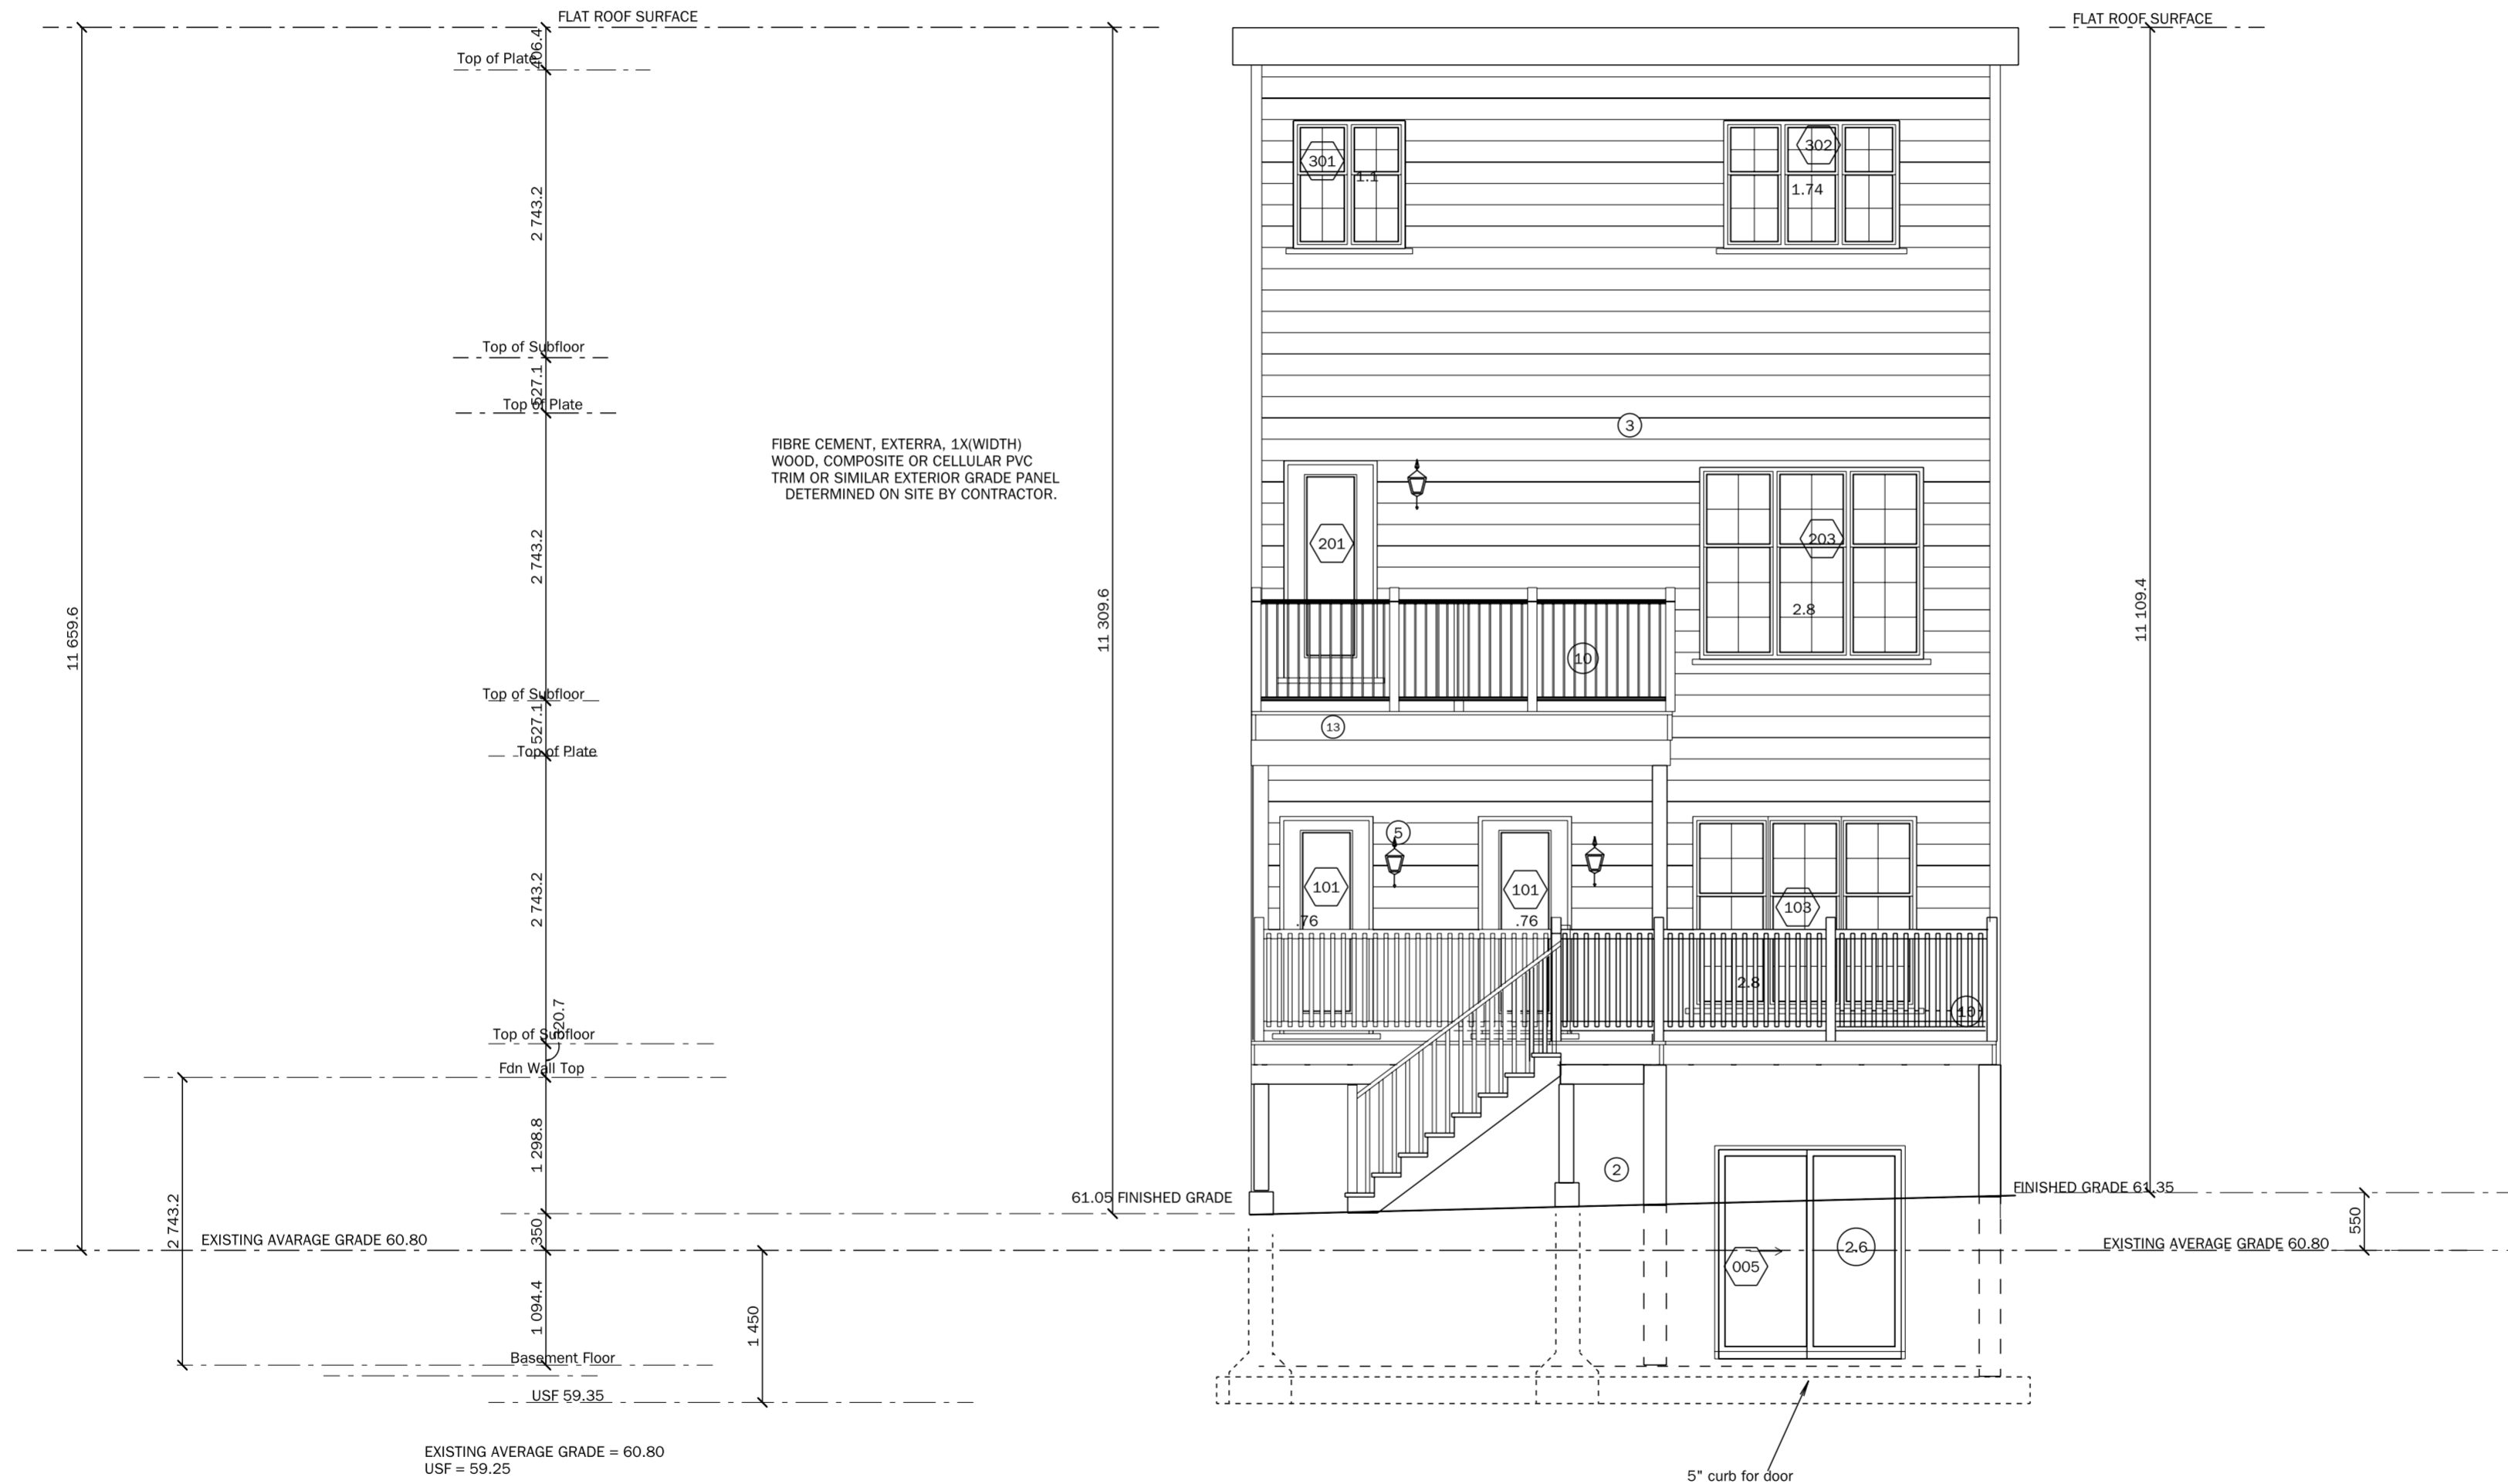 FLAT ROOF SURFACE
FLAT ROOF SURFACE
406.4
Top of Plate
301
302
1.1
1.74
2 743.2
Top of Subfloor
527.1
Top of Plate
3
FIBRE CEMENT, EXTERRA, 1X(WIDTH)
WOOD, COMPOSITE OR CELLULAR PVC
TRIM OR SIMILAR EXTERIOR GRADE PANEL
DETERMINED ON SITE BY CONTRACTOR.
201
203
2 743.2
2.8
11 659.6
11 309.6
11 109.4
10
Top of Subfloor
527.1
13
Top of Plate
5
2 743.2
101
101
103
.76
.76
2.8
10
320.7
Top of Subfloor
Fdn Wall Top
1 298.8
2
61.05 FINISHED GRADE
FINISHED GRADE 61.35
2 743.2
350
550
EXISTING AVARAGE GRADE 60.80
EXISTING AVERAGE GRADE 60.80
2.6
005
1 094.4
1 450
Basement Floor
USF 59.35
EXISTING AVERAGE GRADE = 60.80
USF = 59.25
5" curb for door